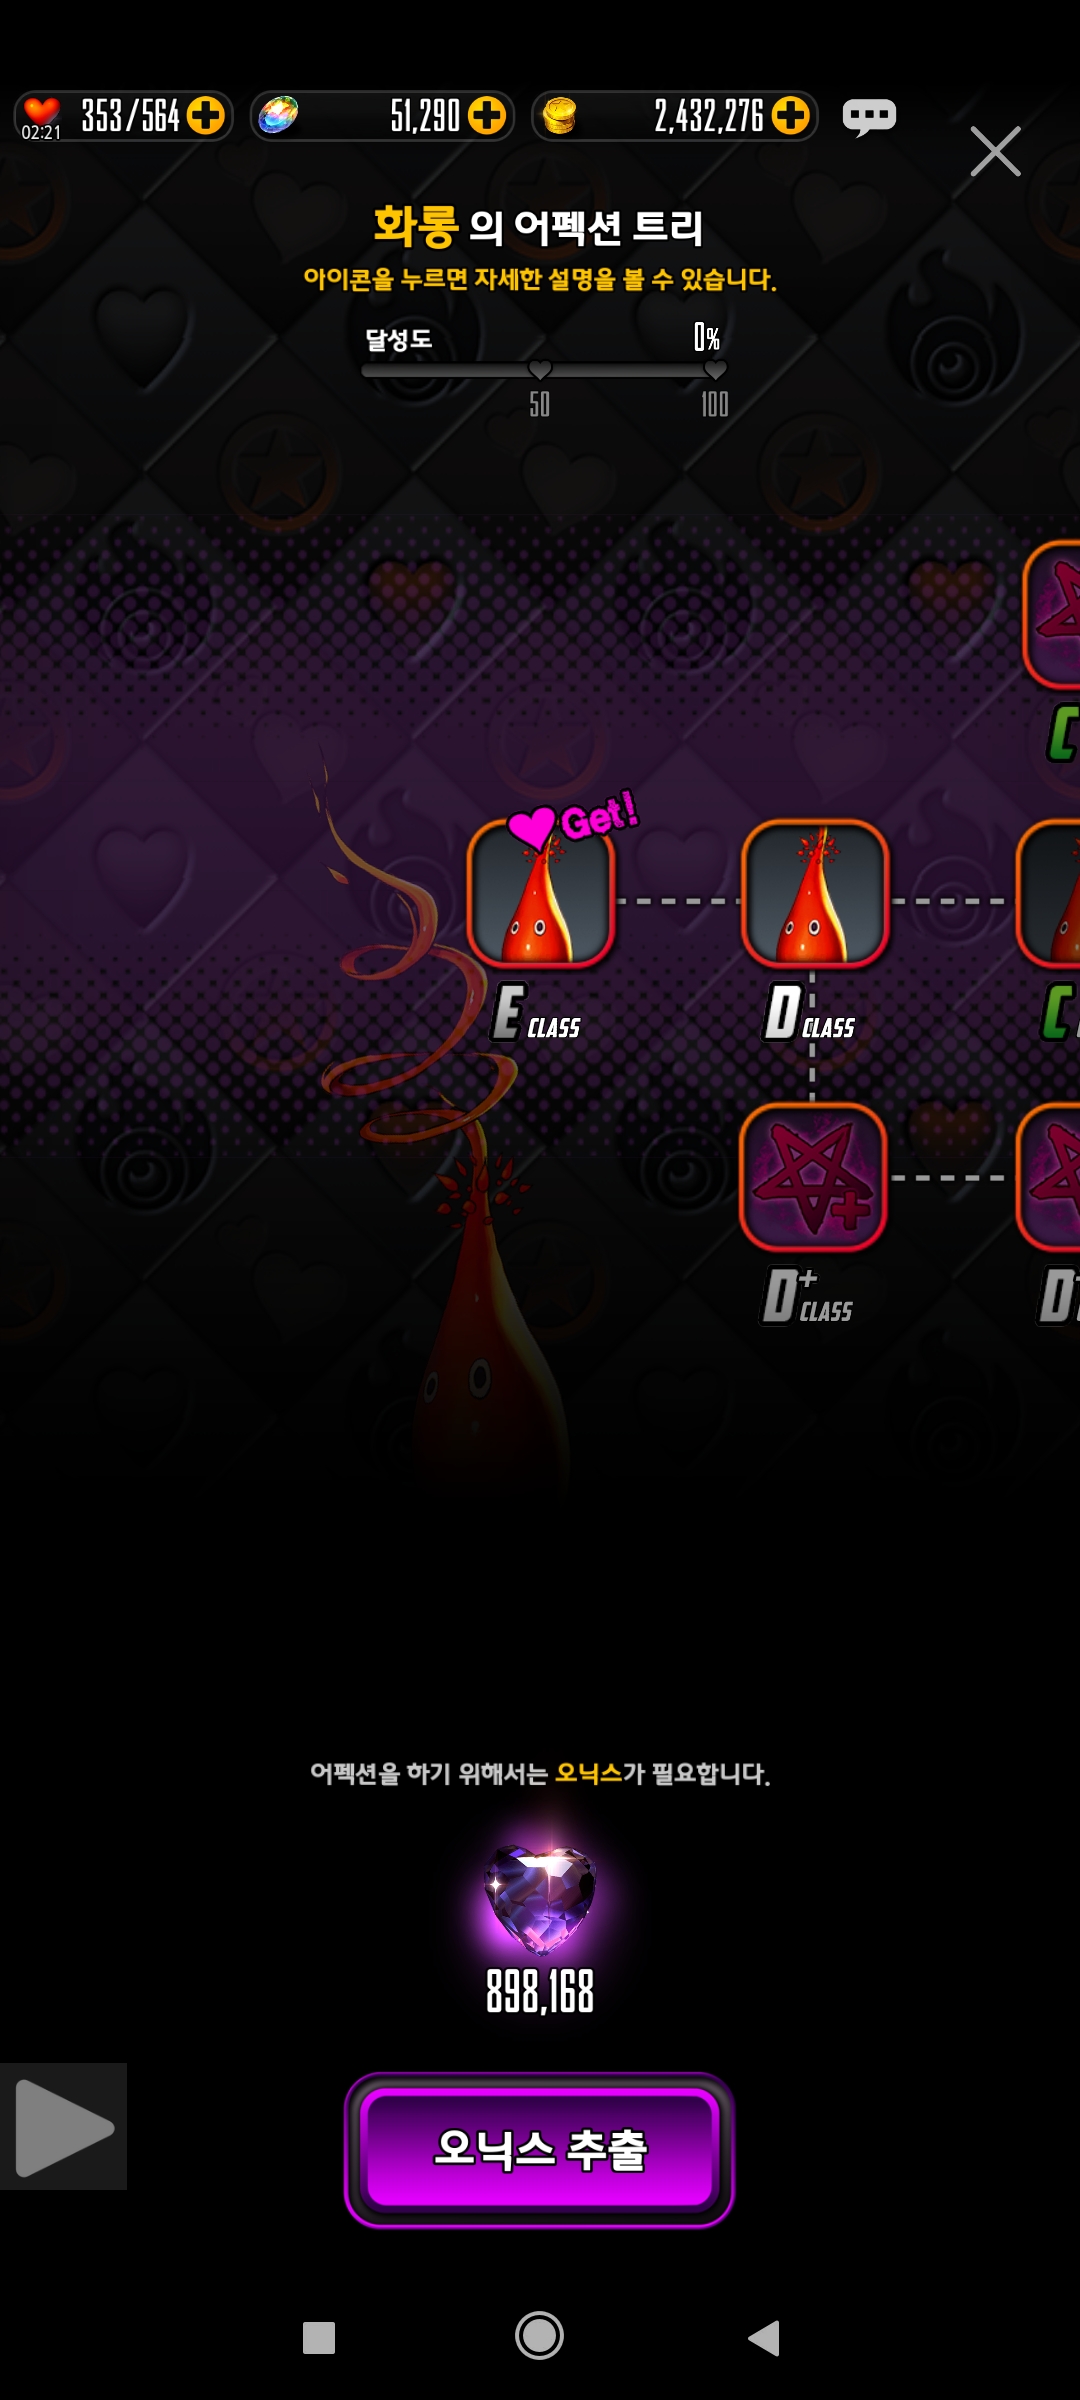 353/564
02:21
51,290
2,432,276
화롱 의 어펙션 트리
아이콘을 누르면 자세한 설명을 볼 수 있습니다.
달성도 0%
50 100
C
Get!
E CLASS
D CLASS
C
D+ CLASS
D
어펙션을 하기 위해서는 오닉스가 필요합니다.
898,168
오닉스 추출